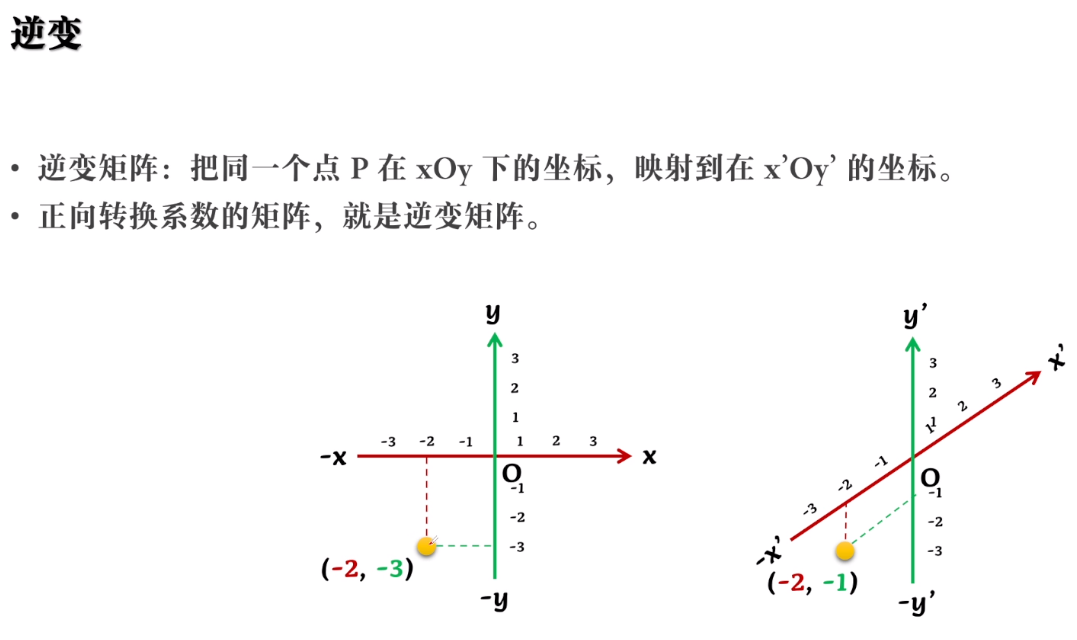 逆变
• 逆变矩阵：把同一个点 P 在 xOy 下的坐标，映射到在 x’Oy’ 的坐标。
• 正向转换系数的矩阵，就是逆变矩阵。
y
3
2
1
-x -3 -2 -1 1 2 3 x
O
-1
-2
-3
(-2, -3)
-y
y’
x’
3
2
1
1 2 3
-3 -2 -1
O
-1
-2
-3
-x’
(-2, -1)
-y’